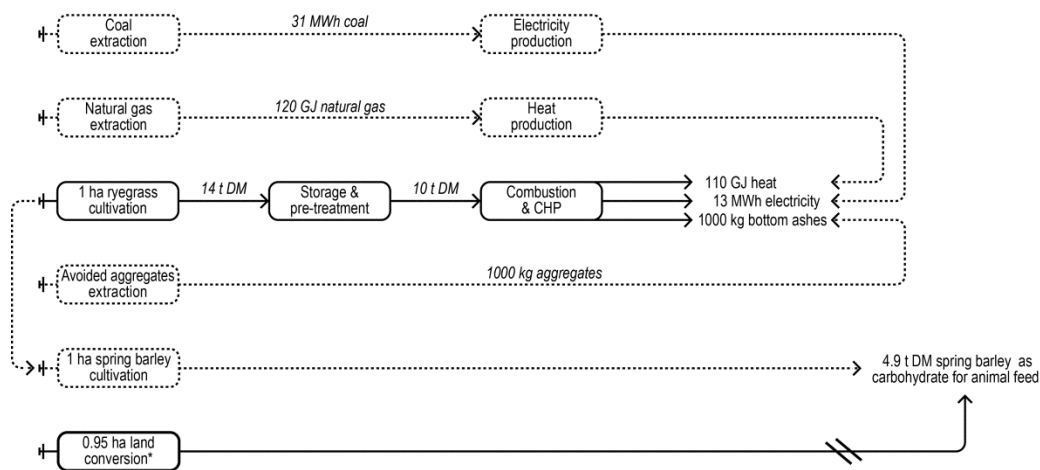 Coal
extraction
31 MWh coal
Electricity
production
Natural gas
extraction
120 GJ natural gas
Heat
production
1 ha ryegrass
cultivation
14 t DM
Storage &
pre-treatment
10 t DM
Combustion
& CHP
110 GJ heat
13 MWh electricity
1000 kg bottom ashes
Avoided aggregates
extraction
1000 kg aggregates
1 ha spring barley
cultivation
4.9 t DM spring barley as
carbohydrate for animal feed
0.95 ha land
conversion*